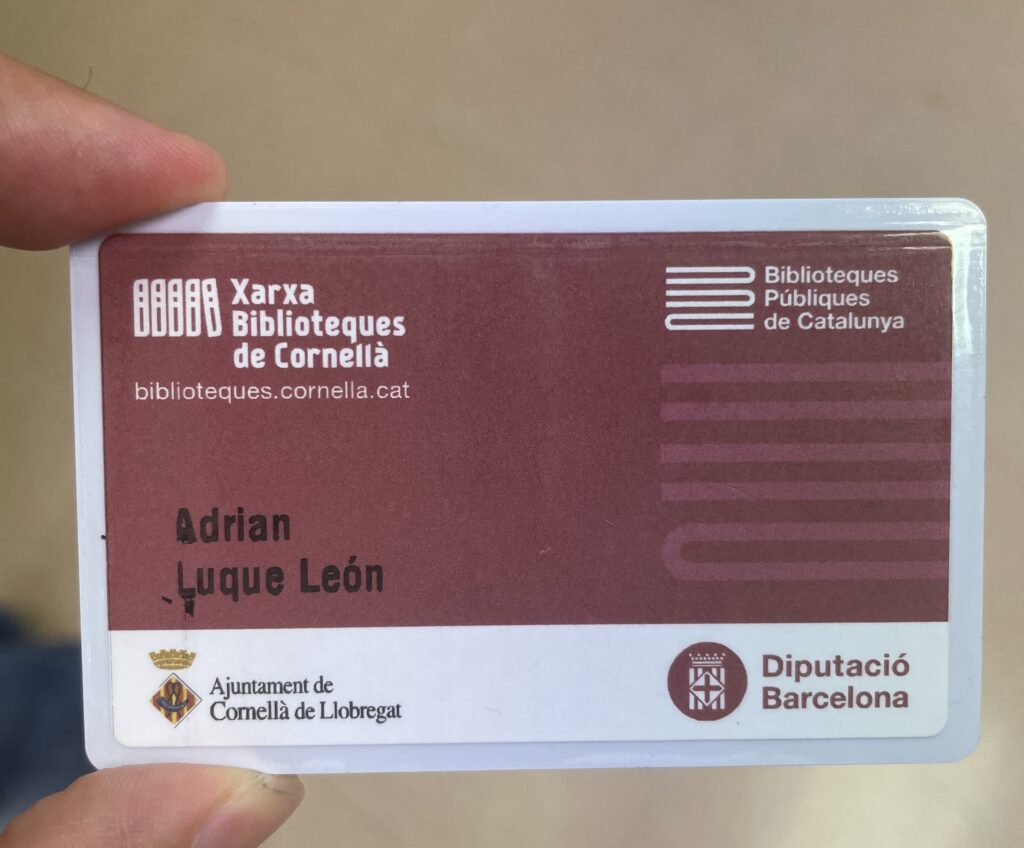 Xarxa
Biblioteques
de Cornellà
biblioteques.cornella.cat
Biblioteques
Públiques
de Catalunya
Adrian
Luque León
Ajuntament de
Cornellà de Llobregat
Diputació
Barcelona